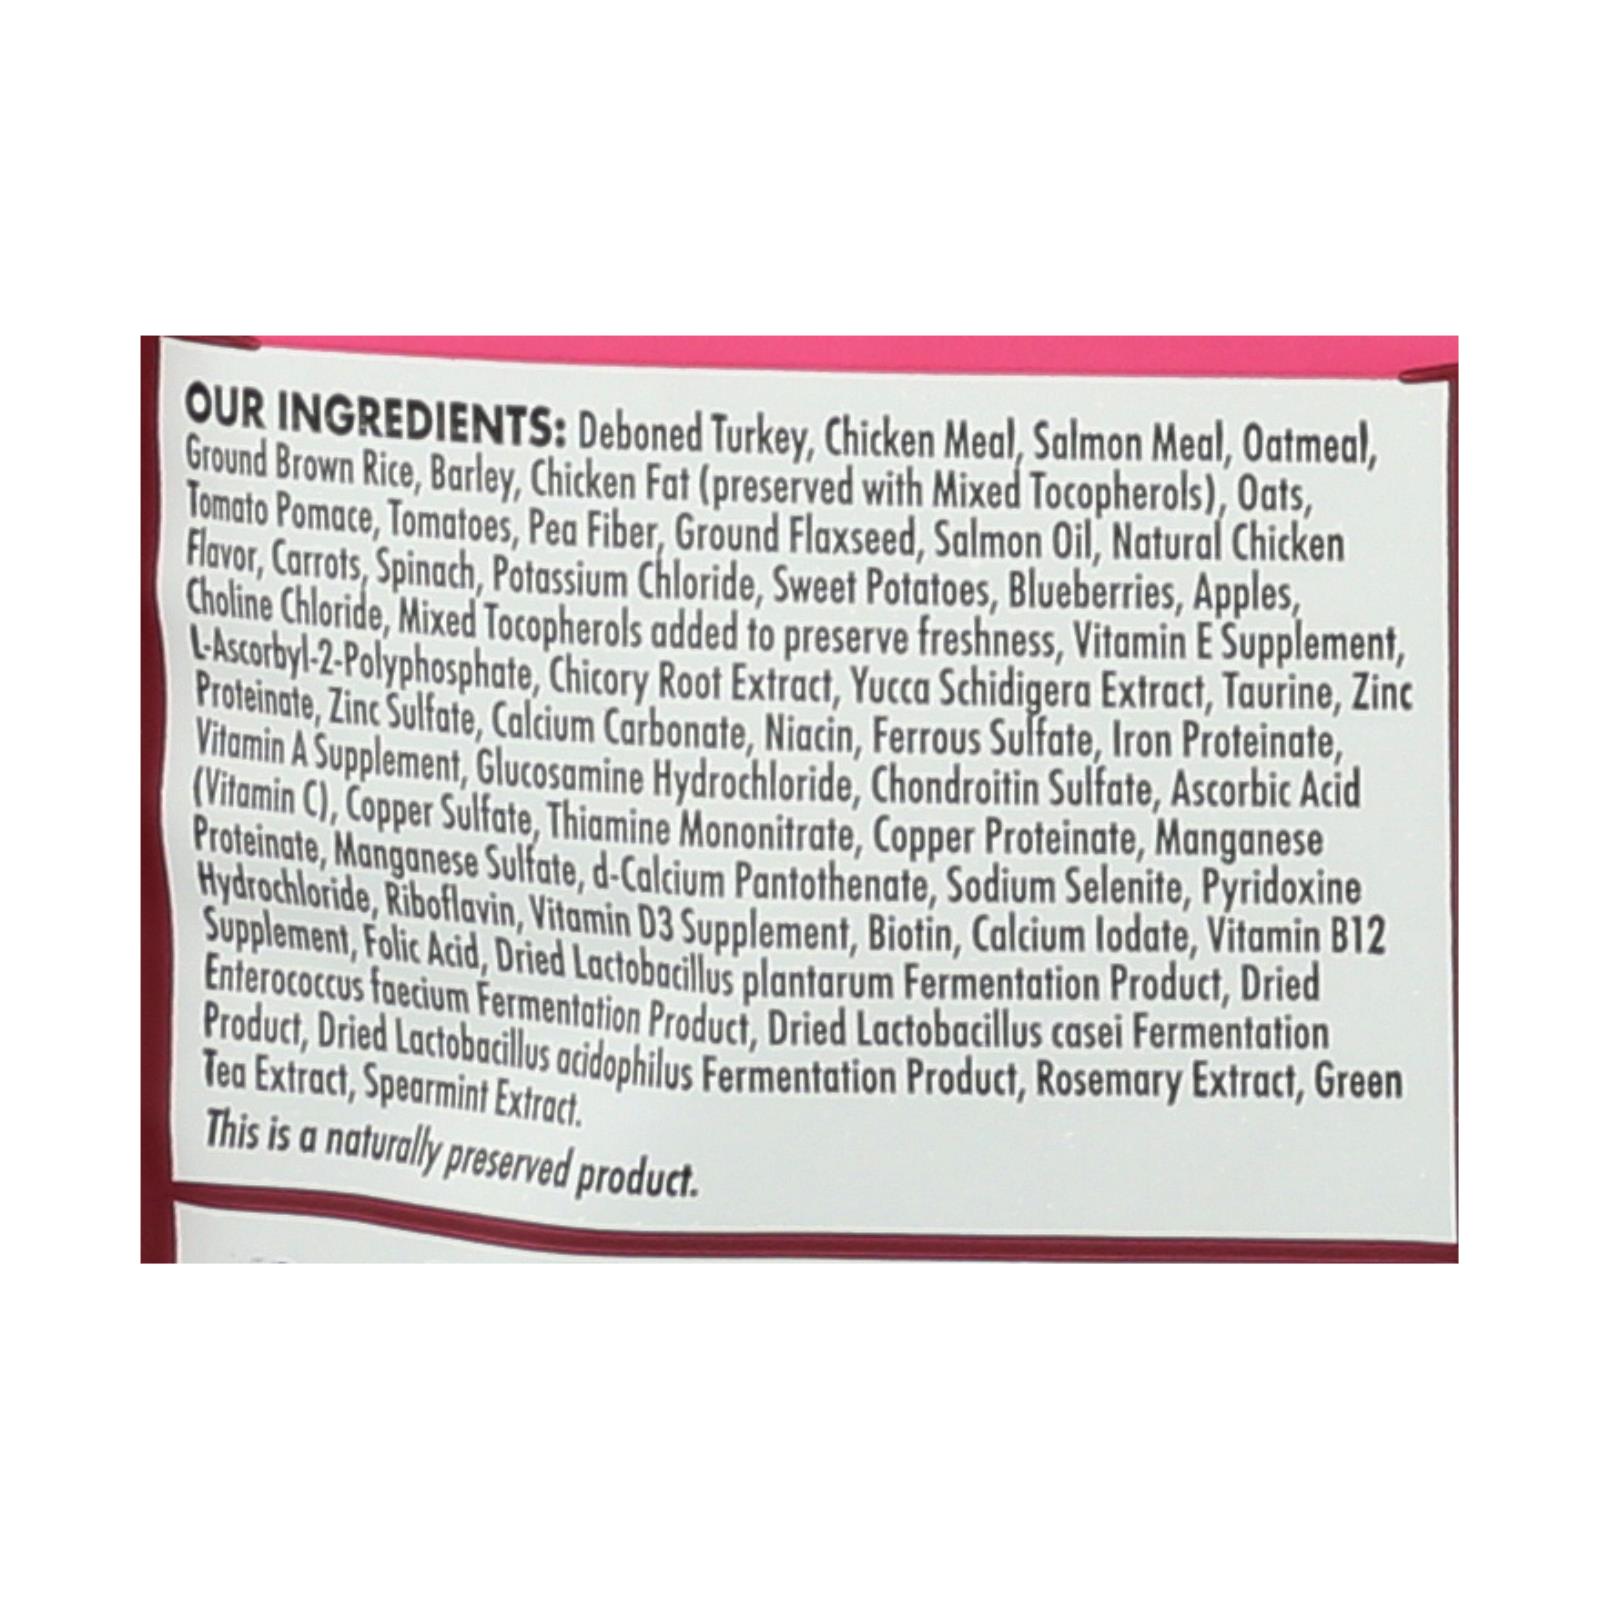 OUR INGREDIENTS: Deboned Turkey, Chicken Meal, Salmon Meal, Oatmeal,
Ground Brown Rice, Barley, Chicken Fat (preserved with Mixed Tocopherols), Oats,
Tomato Pomace, Tomatoes, Pea Fiber, Ground Flaxseed, Salmon Oil, Natural Chicken
Flavor, Carrots, Spinach, Potassium Chloride, Sweet Potatoes, Blueberries, Apples,
Choline Chloride, Mixed Tocopherols added to preserve freshness, Vitamin E Supplement,
L-Ascorbyl-2-Polyphosphate, Chicory Root Extract, Yucca Schidigera Extract, Taurine, Zinc
Proteinate, Zinc Sulfate, Calcium Carbonate, Niacin, Ferrous Sulfate, Iron Proteinate,
Vitamin A Supplement, Glucosamine Hydrochloride, Chondroitin Sulfate, Ascorbic Acid
(Vitamin C), Copper Sulfate, Thiamine Mononitrate, Copper Proteinate, Manganese
Proteinate, Manganese Sulfate, d-Calcium Pantothenate, Sodium Selenite, Pyridoxine
Hydrochloride, Riboflavin, Vitamin D3 Supplement, Biotin, Calcium Iodate, Vitamin B12
Supplement, Folic Acid, Dried Lactobacillus plantarum Fermentation Product, Dried
Enterococcus faecium Fermentation Product, Dried Lactobacillus casei Fermentation
Product, Dried Lactobacillus acidophilus Fermentation Product, Rosemary Extract, Green
Tea Extract, Spearmint Extract.
This is a naturally preserved product.